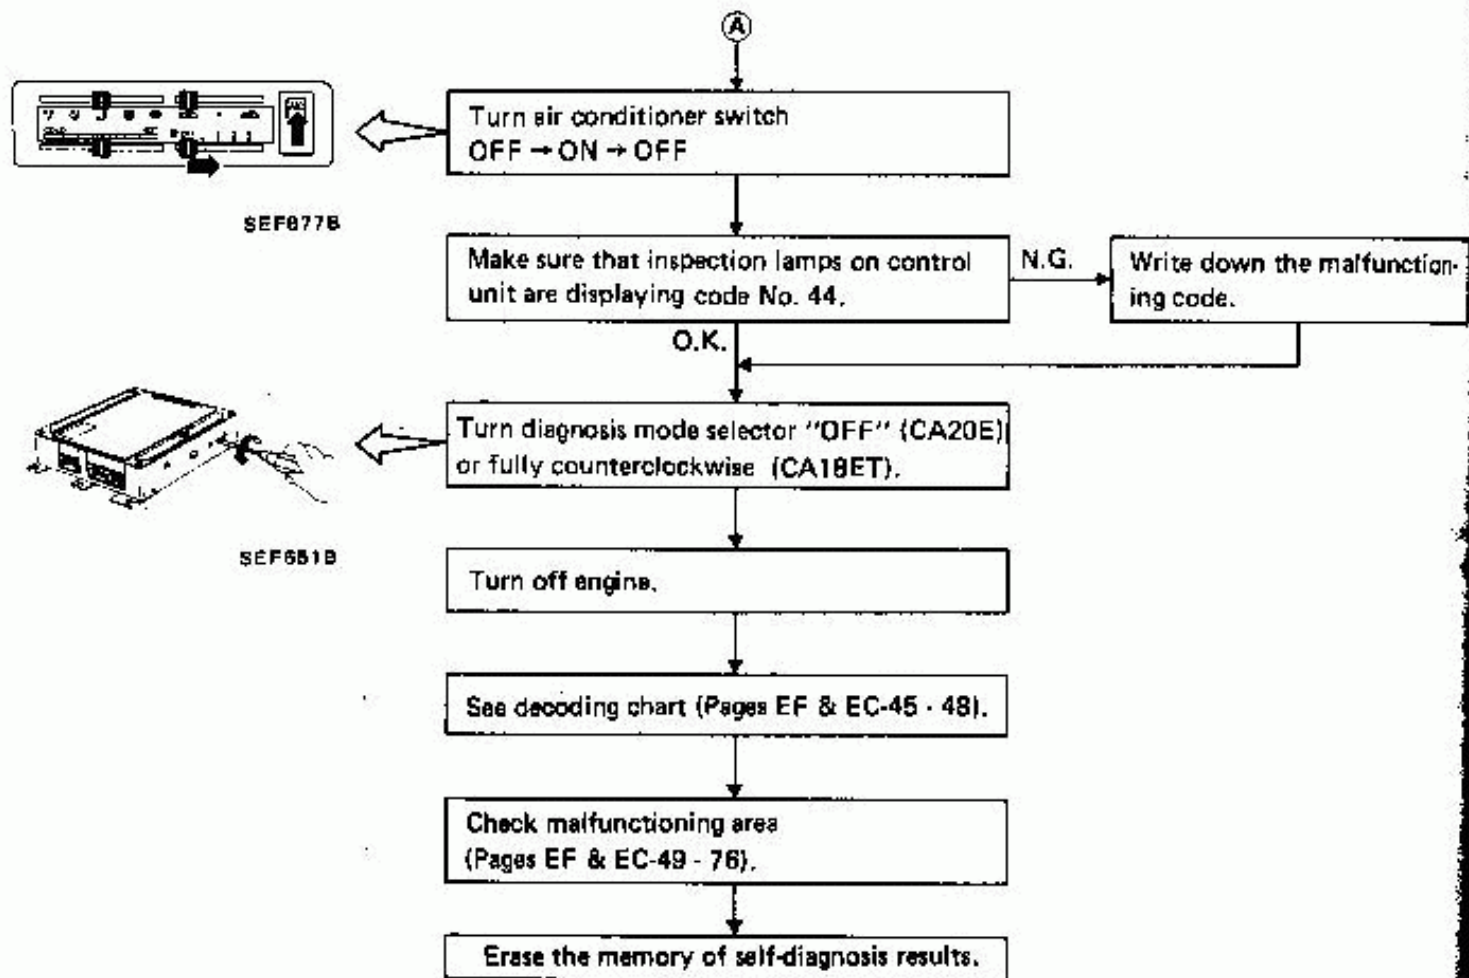 A
Turn air conditioner switch
OFF → ON → OFF
SEF877B
Make sure that inspection lamps on control
unit are displaying code No. 44.
N.G.
Write down the malfunction-
ing code.
O.K.
Turn diagnosis mode selector "OFF" (CA20E)
or fully counterclockwise (CA18ET).
SEF651B
Turn off engine.
See decoding chart (Pages EF & EC-45 - 48).
Check malfunctioning area
(Pages EF & EC-49 - 76).
Erase the memory of self-diagnosis results.